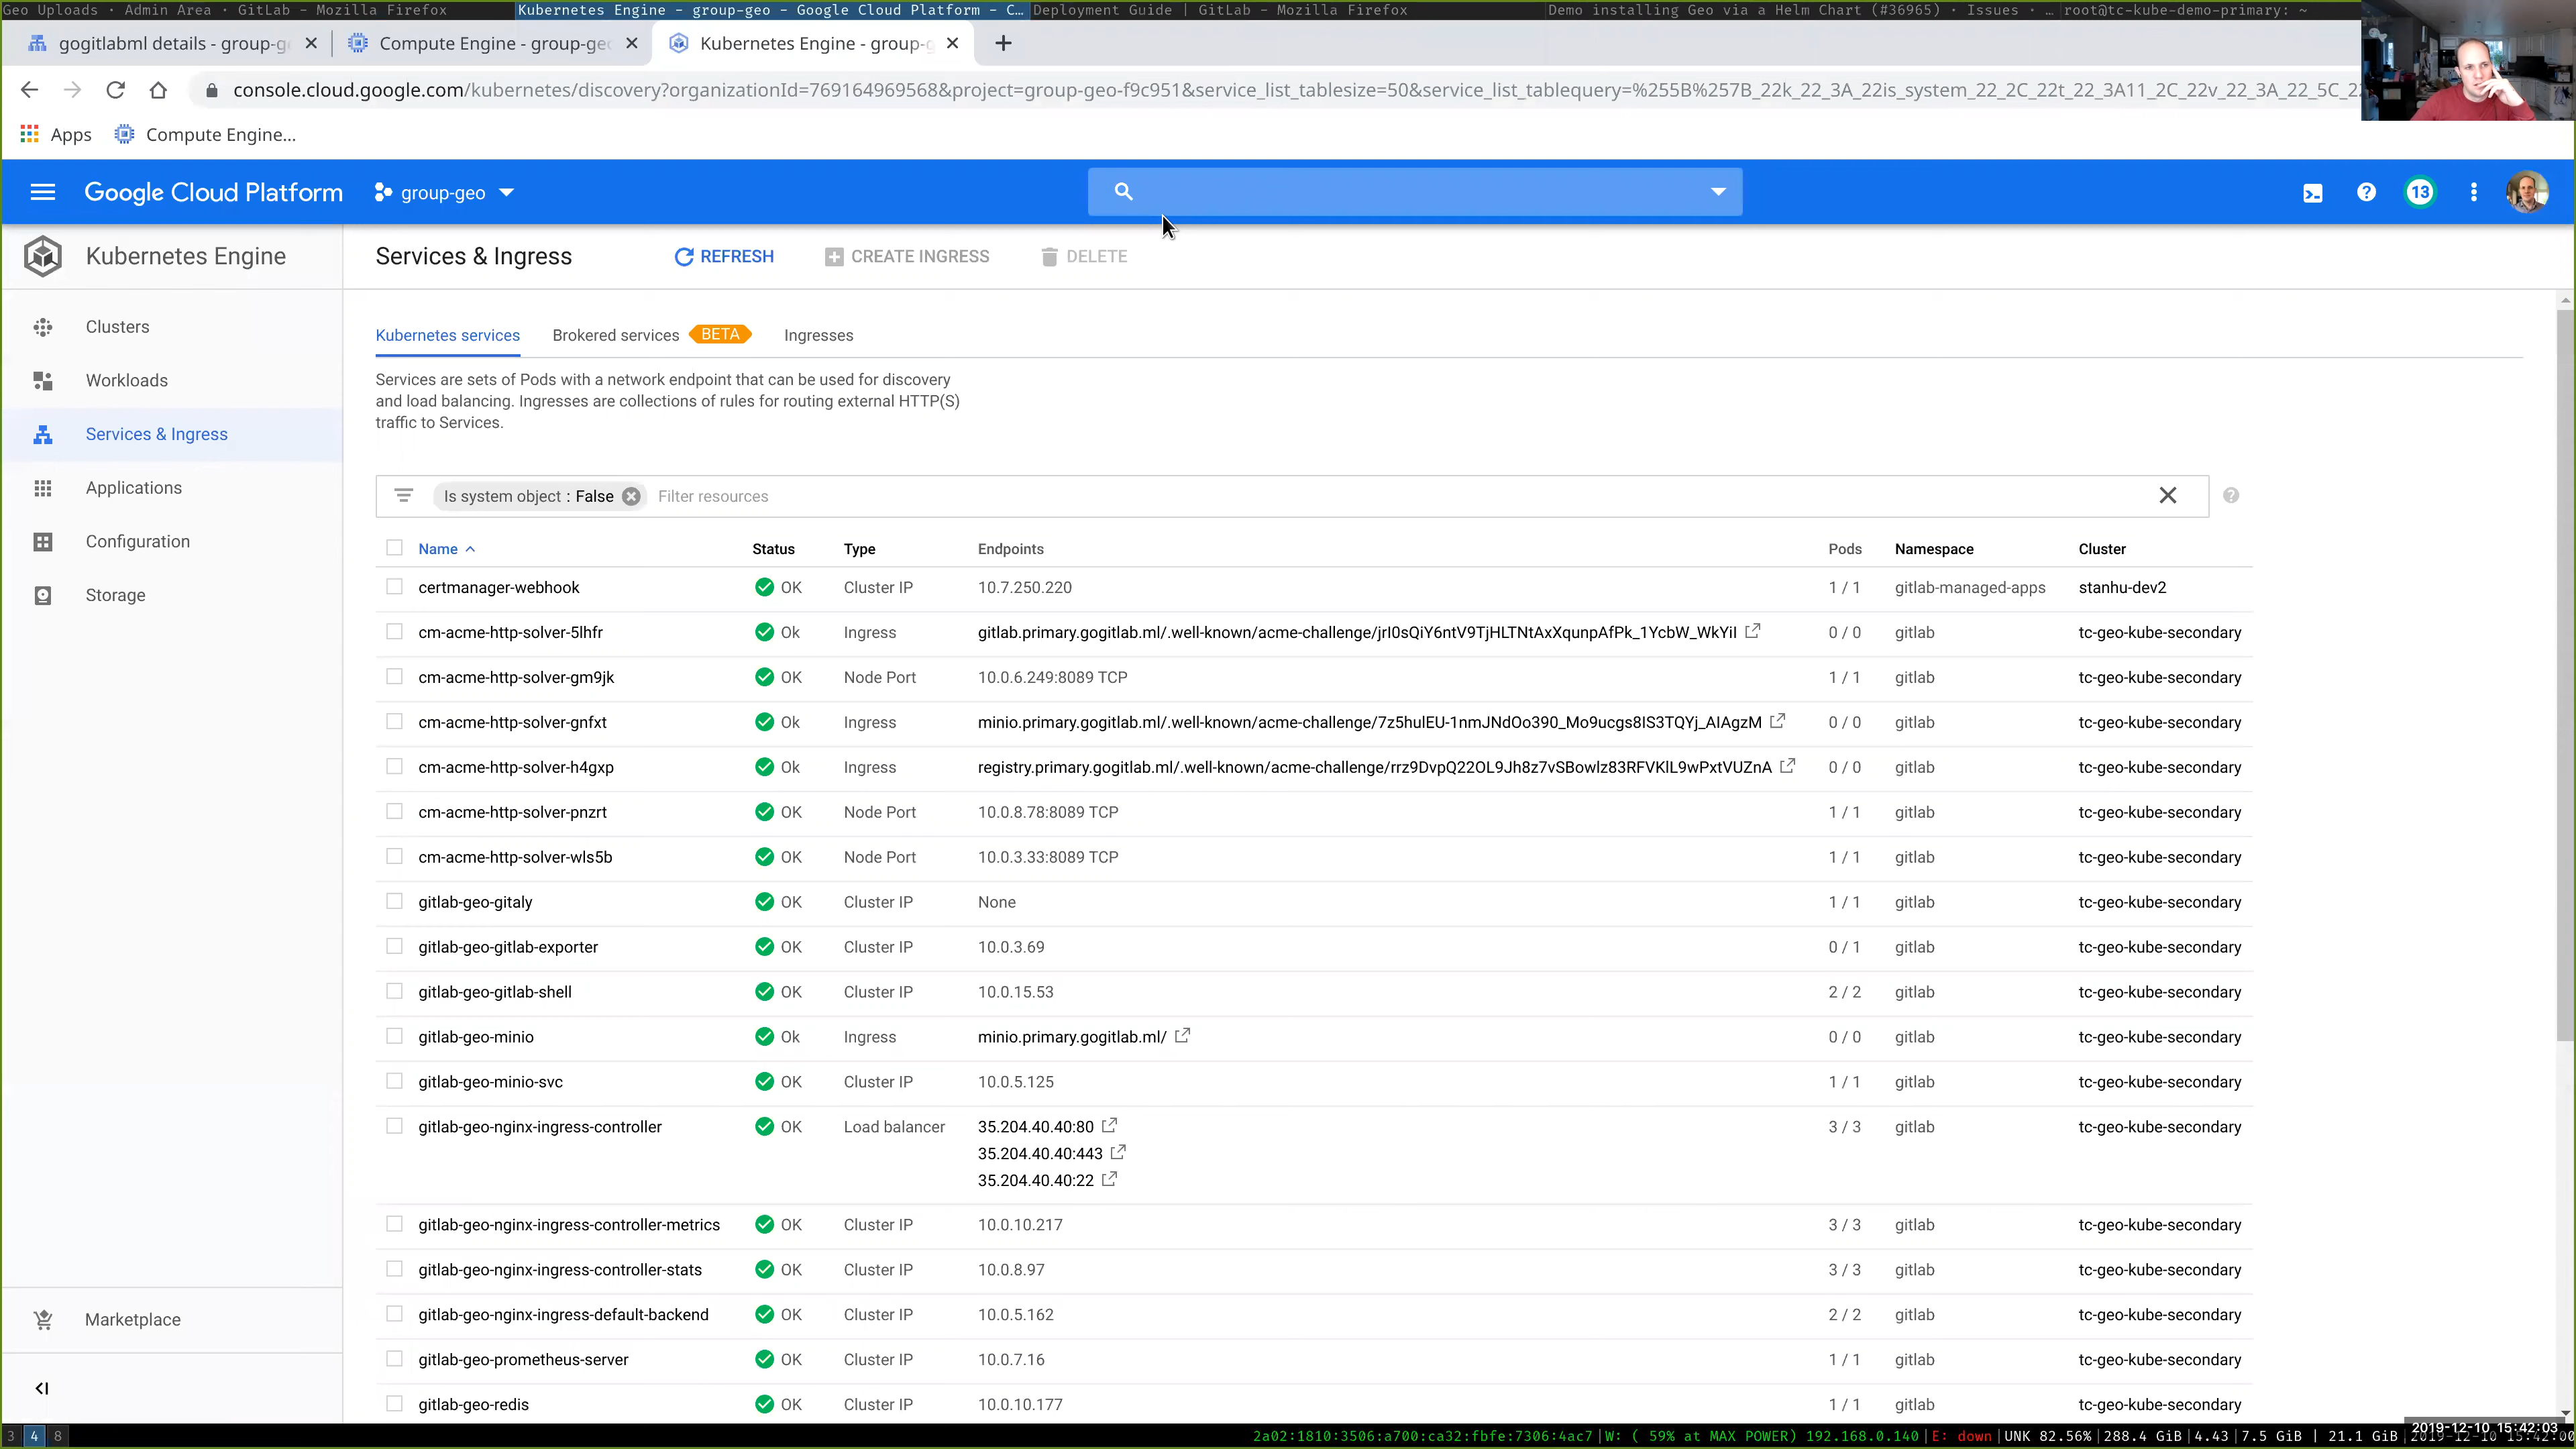 Geo Uploads · Admin Area · GitLab – Mozilla Firefox
Kubernetes Engine – group-geo – Google Cloud Platform – C…
Deployment Guide | GitLab – Mozilla Firefox
Demo installing Geo via a Helm Chart (#36965) · Issues · …
root@tc-kube-demo-primary: ~
gogitlabml details - group-g
Compute Engine - group-geo
Kubernetes Engine - group-g
console.cloud.google.com/kubernetes/discovery?organizationId=769164969568&project=group-geo-f9c951&service_list_tablesize=50&service_list_tablequery=%255B%257B_22k_22_3A_22is_system_22_2C_22t_22_3A11_2C_22v_22_3A_22_5C_22
Apps
Compute Engine...
Google Cloud Platform
group-geo
13
Kubernetes Engine
Services & Ingress
REFRESH
CREATE INGRESS
DELETE
Clusters
Workloads
Services & Ingress
Applications
Configuration
Storage
Marketplace
Kubernetes services
Brokered services BETA
Ingresses
Services are sets of Pods with a network endpoint that can be used for discovery
and load balancing. Ingresses are collections of rules for routing external HTTP(S)
traffic to Services.
Is system object : False Filter resources
Name Status Type Endpoints Pods Namespace Cluster
certmanager-webhook OK Cluster IP 10.7.250.220 1 / 1 gitlab-managed-apps stanhu-dev2
cm-acme-http-solver-5lhfr Ok Ingress gitlab.primary.gogitlab.ml/.well-known/acme-challenge/jrI0sQiY6ntV9TjHLTNtAxXqunpAfPk_1YcbW_WkYiI 0 / 0 gitlab tc-geo-kube-secondary
cm-acme-http-solver-gm9jk OK Node Port 10.0.6.249:8089 TCP 1 / 1 gitlab tc-geo-kube-secondary
cm-acme-http-solver-gnfxt Ok Ingress minio.primary.gogitlab.ml/.well-known/acme-challenge/7z5hulEU-1nmJNdOo390_Mo9ucgs8IS3TQYj_AIAgzM 0 / 0 gitlab tc-geo-kube-secondary
cm-acme-http-solver-h4gxp Ok Ingress registry.primary.gogitlab.ml/.well-known/acme-challenge/rrz9DvpQ22OL9Jh8z7vSBowlz83RFVKlL9wPxtVUZnA 0 / 0 gitlab tc-geo-kube-secondary
cm-acme-http-solver-pnzrt OK Node Port 10.0.8.78:8089 TCP 1 / 1 gitlab tc-geo-kube-secondary
cm-acme-http-solver-wls5b OK Node Port 10.0.3.33:8089 TCP 1 / 1 gitlab tc-geo-kube-secondary
gitlab-geo-gitaly OK Cluster IP None 1 / 1 gitlab tc-geo-kube-secondary
gitlab-geo-gitlab-exporter OK Cluster IP 10.0.3.69 0 / 1 gitlab tc-geo-kube-secondary
gitlab-geo-gitlab-shell OK Cluster IP 10.0.15.53 2 / 2 gitlab tc-geo-kube-secondary
gitlab-geo-minio Ok Ingress minio.primary.gogitlab.ml/ 0 / 0 gitlab tc-geo-kube-secondary
gitlab-geo-minio-svc OK Cluster IP 10.0.5.125 1 / 1 gitlab tc-geo-kube-secondary
gitlab-geo-nginx-ingress-controller OK Load balancer 35.204.40.40:80 3 / 3 gitlab tc-geo-kube-secondary
35.204.40.40:443
35.204.40.40:22
gitlab-geo-nginx-ingress-controller-metrics OK Cluster IP 10.0.10.217 3 / 3 gitlab tc-geo-kube-secondary
gitlab-geo-nginx-ingress-controller-stats OK Cluster IP 10.0.8.97 3 / 3 gitlab tc-geo-kube-secondary
gitlab-geo-nginx-ingress-default-backend OK Cluster IP 10.0.5.162 2 / 2 gitlab tc-geo-kube-secondary
gitlab-geo-prometheus-server OK Cluster IP 10.0.7.16 1 / 1 gitlab tc-geo-kube-secondary
gitlab-geo-redis OK Cluster IP 10.0.10.177 1 / 1 gitlab tc-geo-kube-secondary
2019-12-10 15:42:03
3 4 8
2a02:1810:3506:a700:ca32:fbfe:7306:4ac7|W: ( 59% at MAX POWER) 192.168.0.140|E: down|UNK 82.56%|288.4 GiB|4.43|7.5 GiB | 21.1 GiB